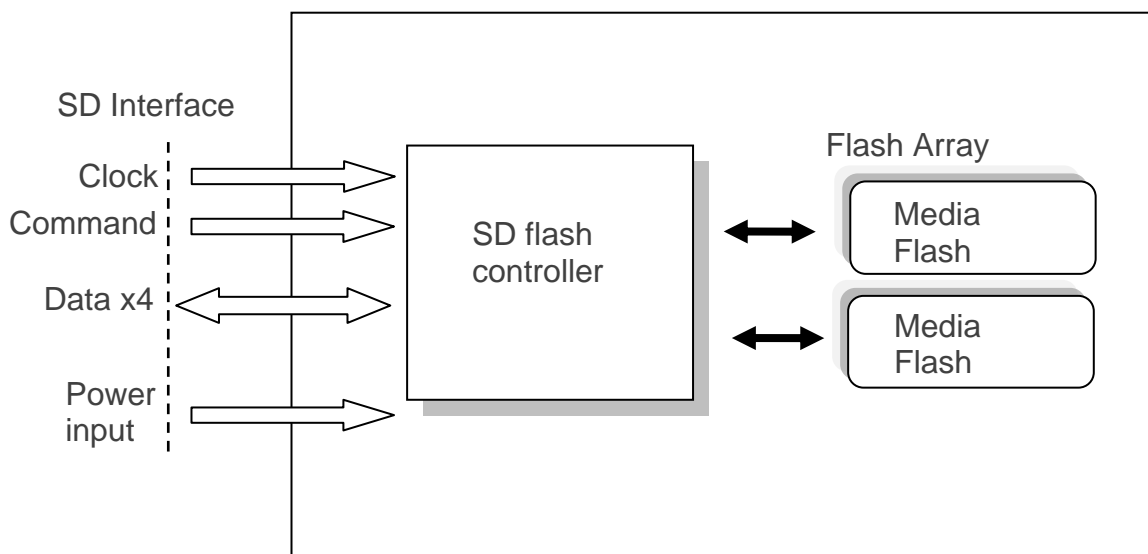 SD Interface
Clock
Command
Data x4
Power
input
SD flash
controller
Flash Array
Media
Flash
Media
Flash